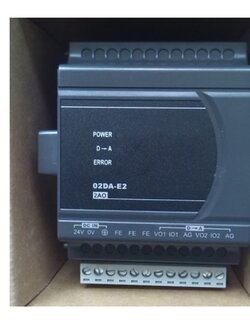 POWER
D→A
ERROR
02DA-E2
2AO
DC IN
D→A
24V 0V ⏚ FE FE FE VO1 IO1 AG VO2 IO2 AG